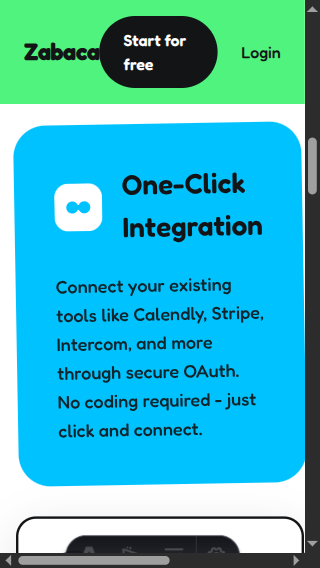 Zabaca
Start for
free
Login
One-Click
Integration
Connect your existing
tools like Calendly, Stripe,
Intercom, and more
through secure OAuth.
No coding required - just
click and connect.